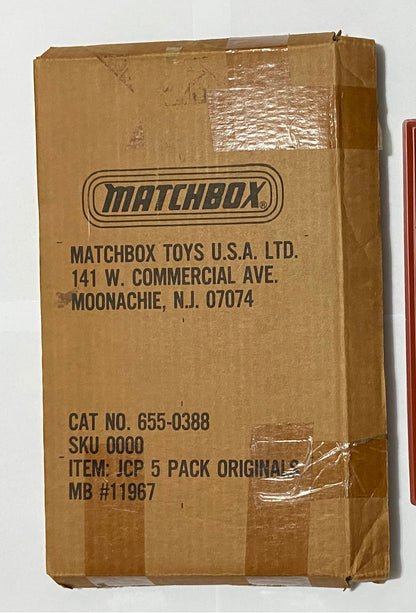 MATCHBOX®
MATCHBOX TOYS U.S.A. LTD.
141 W. COMMERCIAL AVE.
MOONACHIE, N.J. 07074
CAT NO. 655-0388
SKU 0000
ITEM: JCP 5 PACK ORIGINALS
MB #11967